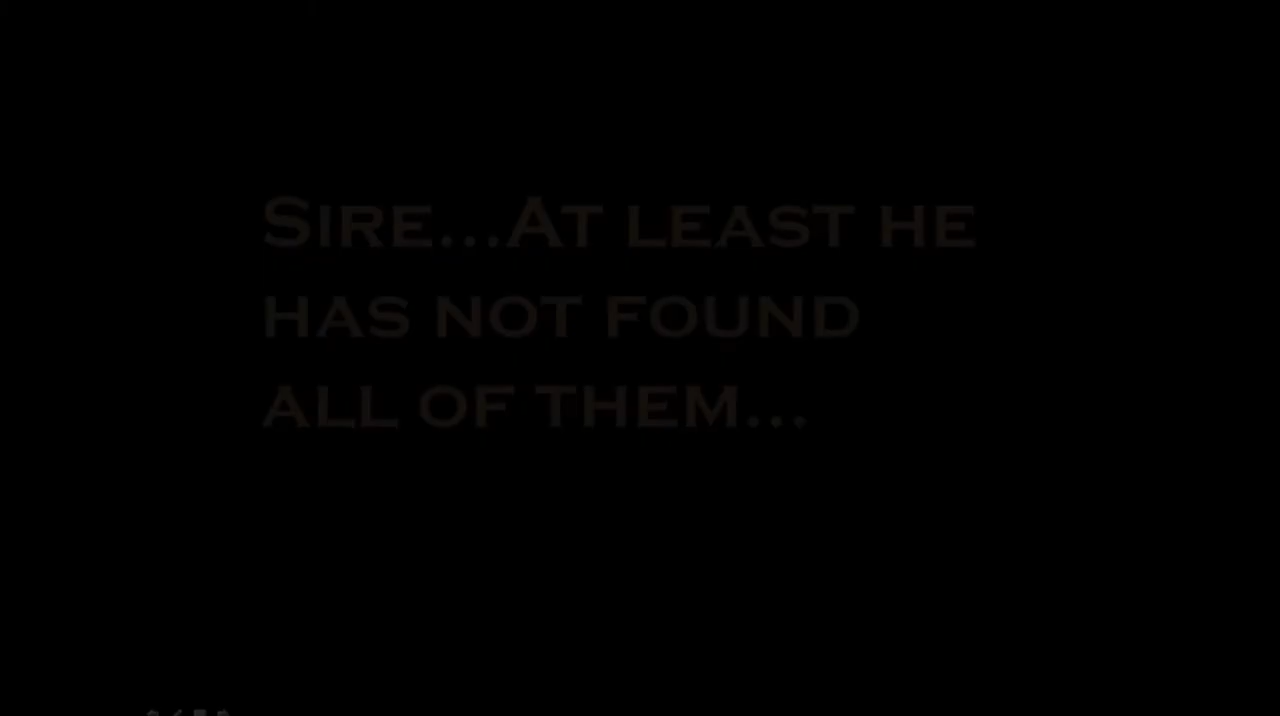 SIRE...AT LEAST HE
HAS NOT FOUND
ALL OF THEM...